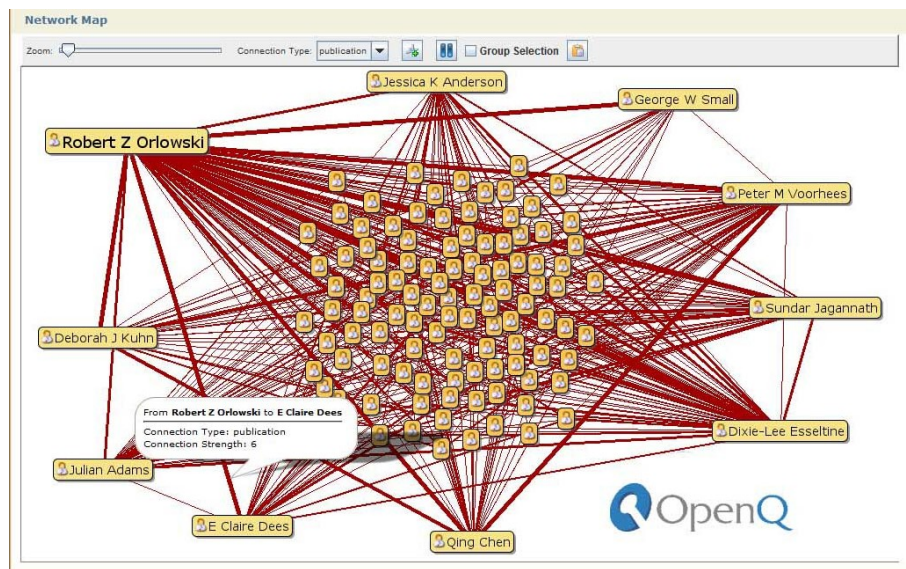 Network Map
Zoom:
Connection Type: publication
Group Selection
Jessica K Anderson
George W Small
Robert Z Orlowski
Peter M Voorhees
Sundar Jagannath
Deborah J Kuhn
From Robert Z Orlowski to E Claire Dees
Connection Type: publication
Connection Strength: 6
Dixie-Lee Esseltine
Julian Adams
E Claire Dees
Qing Chen
OpenQ